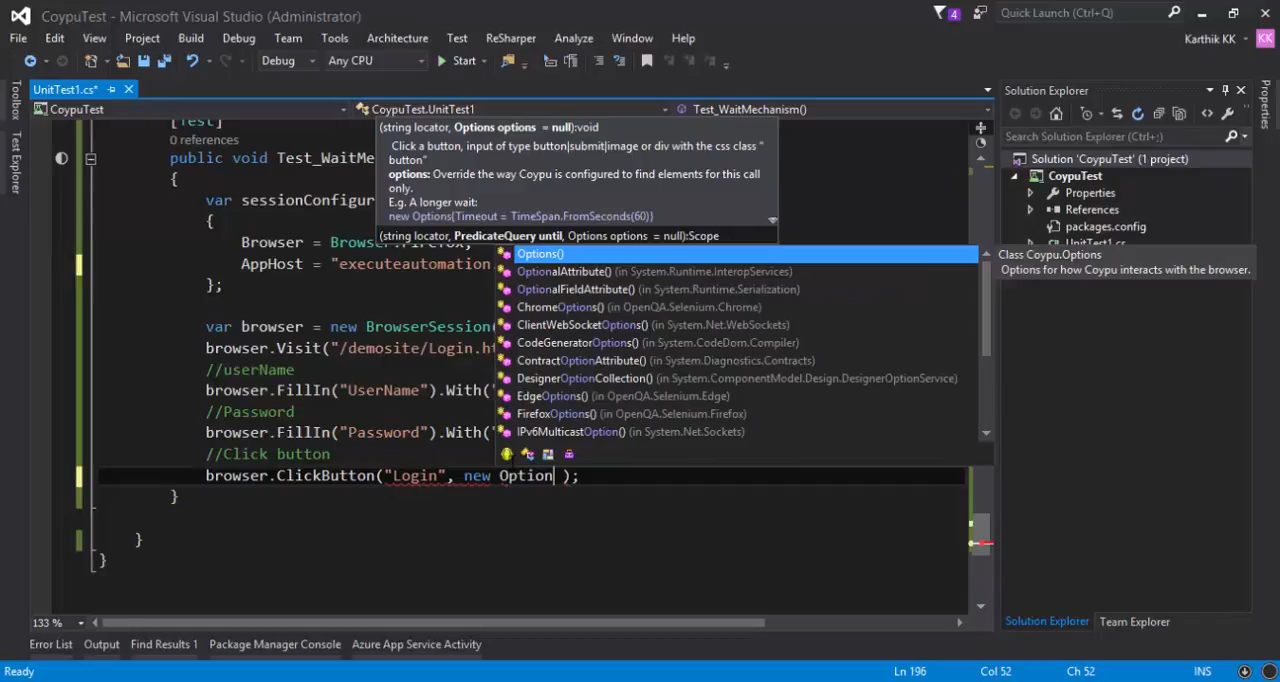 CoypuTest - Microsoft Visual Studio (Administrator)
4
Quick Launch (Ctrl+Q)
File Edit View Project Build Debug Team Tools Architecture Test ReSharper Analyze Window Help
Karthik KK
KK
Debug Any CPU Start
UnitTest1.cs*
CoypuTest CoypuTest.UnitTest1 Test_WaitMechanism()
Toolbox
Test Explorer
[Test]
0 references
public void Test_WaitMe
{
var sessionConfigur
{
Browser = Browser.Firefox,
AppHost = "executeautomation
};
var browser = new BrowserSession(
browser.Visit("/demosite/Login.ht
//userName
browser.FillIn("UserName").With("
//Password
browser.FillIn("Password").With("
//Click button
browser.ClickButton("Login", new Option );
}
}
}
(string locator, Options options = null):void
Click a button, input of type button|submit|image or div with the css class "
button"
options: Override the way Coypu is configured to find elements for this call
only.
E.g. A longer wait:
new Options{Timeout = TimeSpan.FromSeconds(60)}
(string locator, PredicateQuery until, Options options = null):Scope
Options()
OptionalAttribute() (in System.Runtime.InteropServices)
OptionalFieldAttribute() (in System.Runtime.Serialization)
ChromeOptions() (in OpenQA.Selenium.Chrome)
ClientWebSocketOptions() (in System.Net.WebSockets)
CodeGeneratorOptions() (in System.CodeDom.Compiler)
ContractOptionAttribute() (in System.Diagnostics.Contracts)
DesignerOptionCollection() (in System.ComponentModel.Design.DesignerOptionService)
EdgeOptions() (in OpenQA.Selenium.Edge)
FirefoxOptions() (in OpenQA.Selenium.Firefox)
IPv6MulticastOption() (in System.Net.Sockets)
Class Coypu.Options
Options for how Coypu interacts with the browser.
Solution Explorer
Search Solution Explorer (Ctrl+;)
Solution 'CoypuTest' (1 project)
CoypuTest
Properties
References
packages.config
UnitTest1.cs
Properties
Solution Explorer Team Explorer
133 %
Error List Output Find Results 1 Package Manager Console Azure App Service Activity
Ready Ln 196 Col 52 Ch 52 INS